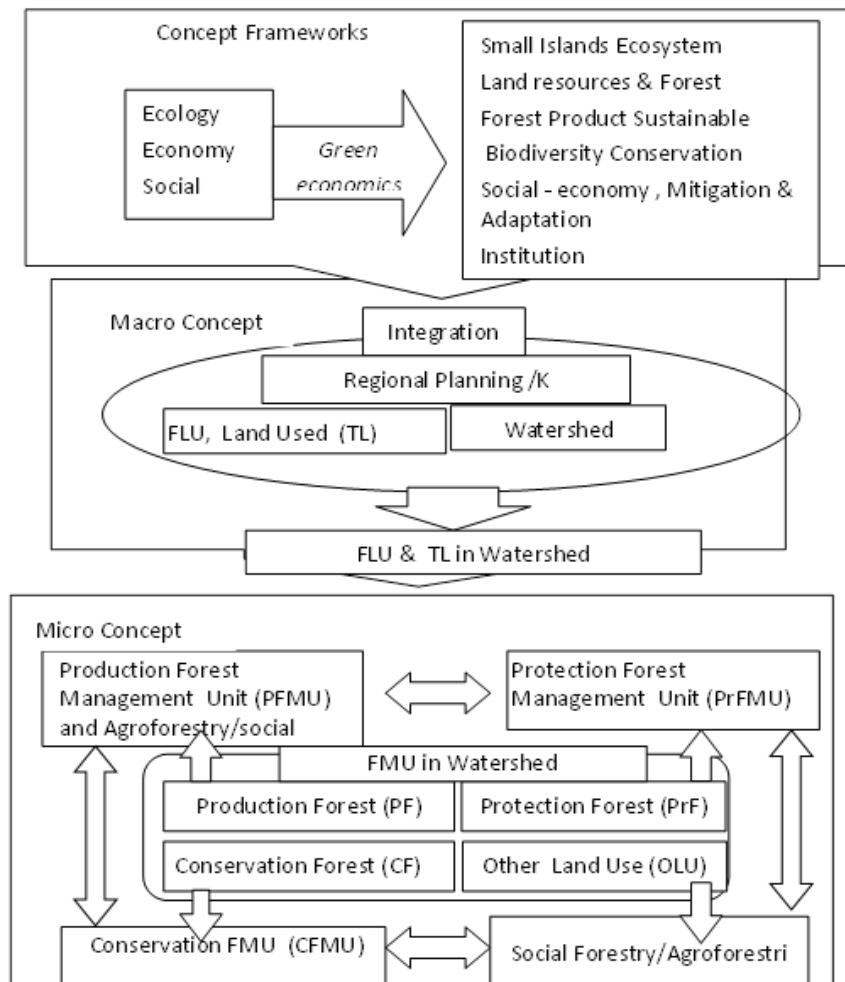 Concept Frameworks
Ecology
Economy
Social
Green
economics
Small Islands Ecosystem
Land resources & Forest
Forest Product Sustainable
Biodiversity Conservation
Social - economy , Mitigation &
Adaptation
Institution
Macro Concept
Integration
Regional Planning /K
FLU, Land Used (TL)
Watershed
FLU & TL in Watershed
Micro Concept
Production Forest
Management Unit (PFMU)
and Agroforestry/social
Protection Forest
Management Unit (PrFMU)
FMU in Watershed
Production Forest (PF)
Protection Forest (PrF)
Conservation Forest (CF)
Other Land Use (OLU)
Conservation FMU (CFMU)
Social Forestry/Agroforestri